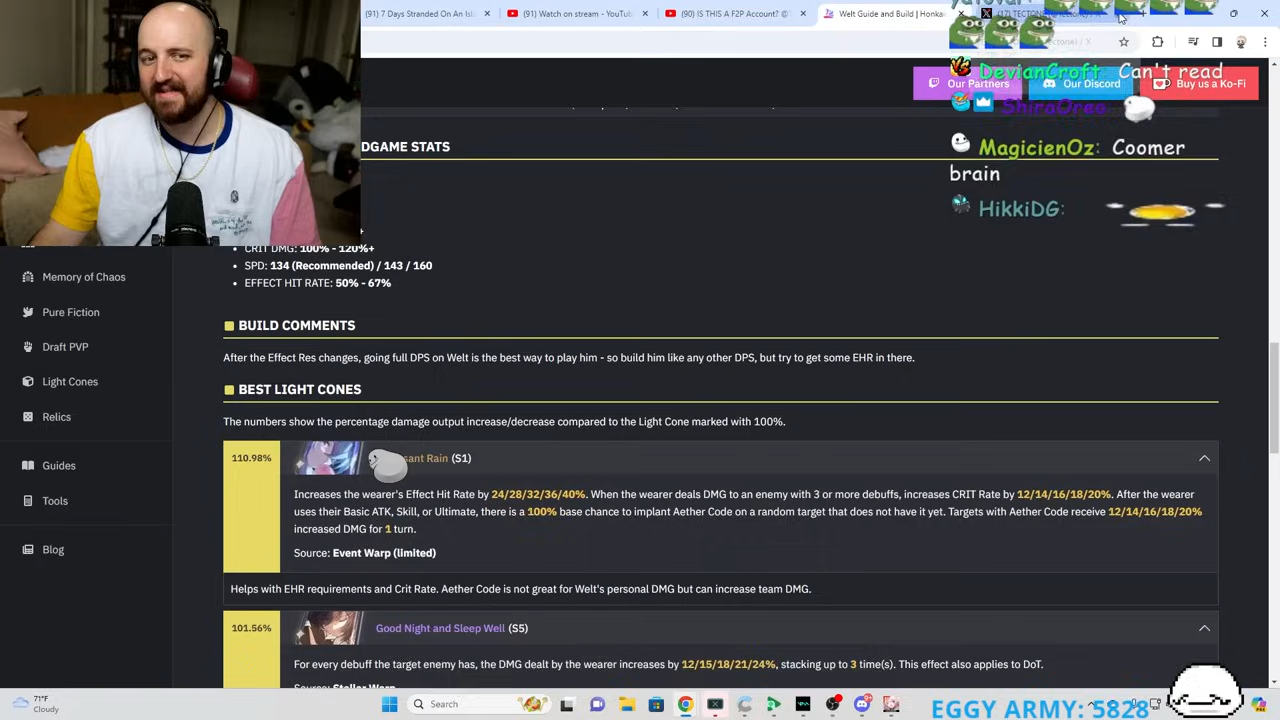 (91) 7 Days Stranded On An Isl
(91) Watch on stream - YouTub
(90) IS THIS A Discount? @
Welt Guide and Build | Honka
Our Partners
Our Discord
Buy us a Ko-Fi
DevianCroft: Can't read
ShiraOree:
MagicienOz: Coomer
brain
HikkiDG:
DGAME STATS
CRIT DMG: 100% - 120%+
SPD: 134 (Recommended) / 143 / 160
EFFECT HIT RATE: 50% - 67%
Memory of Chaos
Pure Fiction
Draft PVP
Light Cones
Relics
Guides
Tools
Blog
BUILD COMMENTS
After the Effect Res changes, going full DPS on Welt is the best way to play him - so build him like any other DPS, but try to get some EHR in there.
BEST LIGHT CONES
The numbers show the percentage damage output increase/decrease compared to the Light Cone marked with 100%.
110.98%
sant Rain (S1)
Increases the wearer's Effect Hit Rate by 24/28/32/36/40%. When the wearer deals DMG to an enemy with 3 or more debuffs, increases CRIT Rate by 12/14/16/18/20%. After the wearer
uses their Basic ATK, Skill, or Ultimate, there is a 100% base chance to implant Aether Code on a random target that does not have it yet. Targets with Aether Code receive 12/14/16/18/20%
increased DMG for 1 turn.
Source: Event Warp (limited)
Helps with EHR requirements and Crit Rate. Aether Code is not great for Welt's personal DMG but can increase team DMG.
101.56%
Good Night and Sleep Well (S5)
For every debuff the target enemy has, the DMG dealt by the wearer increases by 12/15/18/21/24%, stacking up to 3 time(s). This effect also applies to DoT.
71°F
Cloudy
Search
EGGY ARMY: 5828